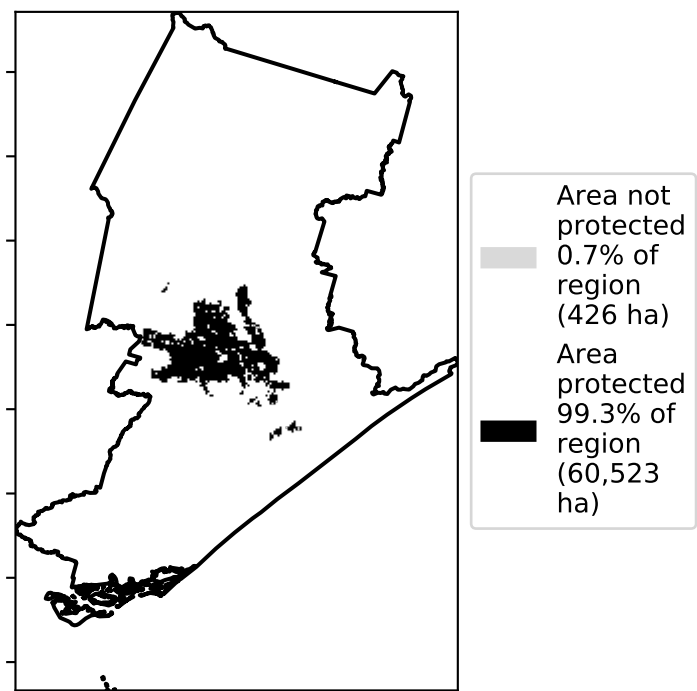 Area not
protected
0.7% of
region
(426 ha)
Area
protected
99.3% of
region
(60,523
ha)